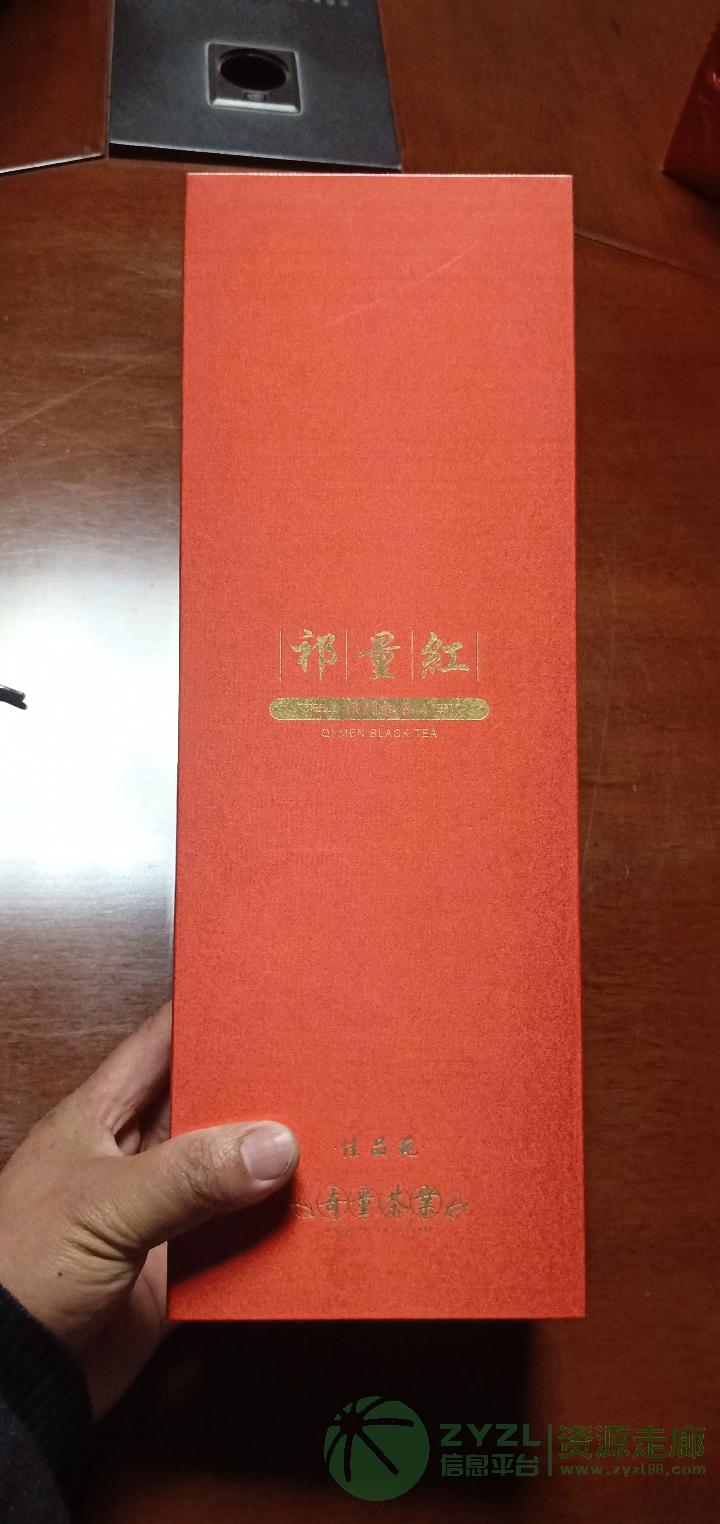 祁量紅
QI MEN BLACK TEA
佳品苑
奇量茶業
ZYZL 资源走廊
信息平台 www.zyzl88.com